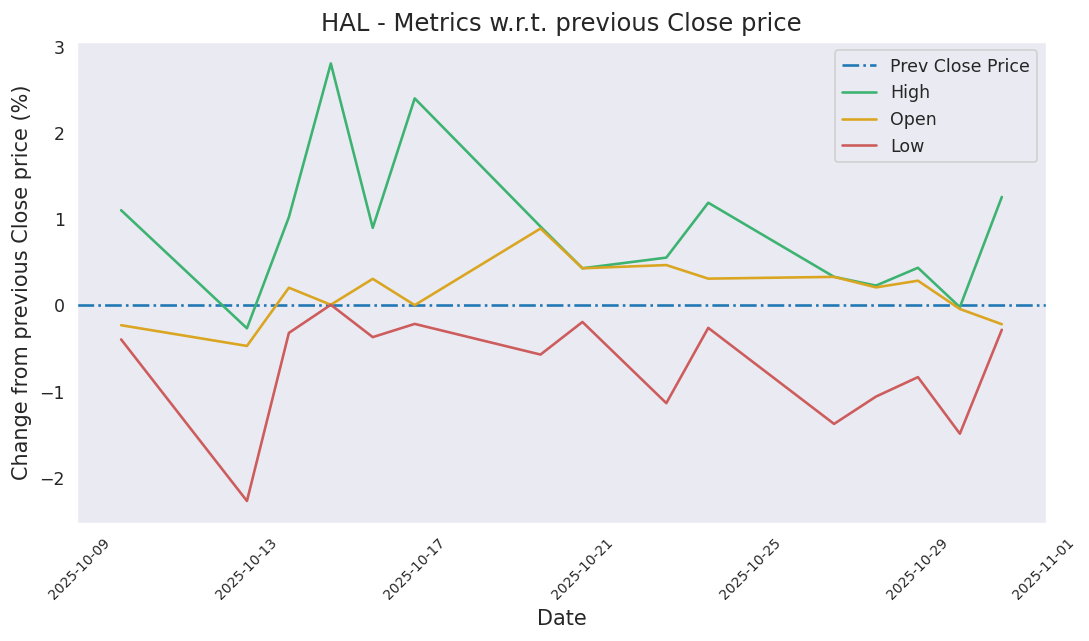 HAL - Metrics w.r.t. previous Close price
Change from previous Close price (%)
3
2
1
0
−1
−2
Prev Close Price
High
Open
Low
2025-10-09
2025-10-13
2025-10-17
2025-10-21
2025-10-25
2025-10-29
2025-11-01
Date